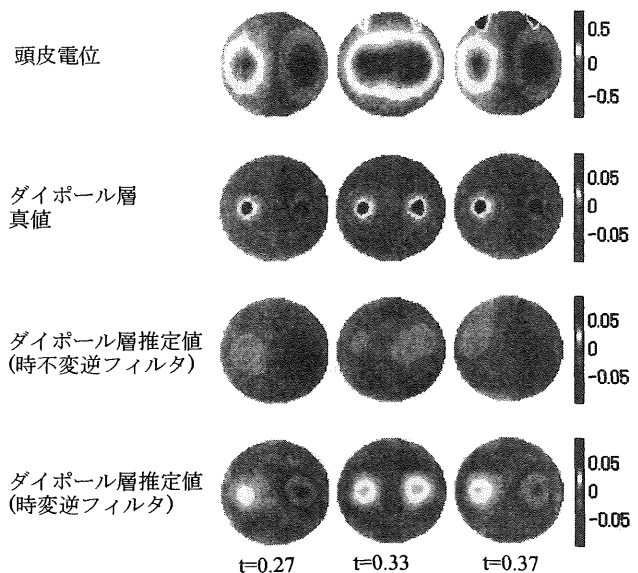 頭皮電位
0.5
0
-0.5
ダイポール層
真値
0.05
0
-0.05
ダイポール層推定値
(時不変逆フィルタ)
0.05
0
-0.05
ダイポール層推定値
(時変逆フィルタ)
0.05
0
-0.05
t=0.27
t=0.33
t=0.37